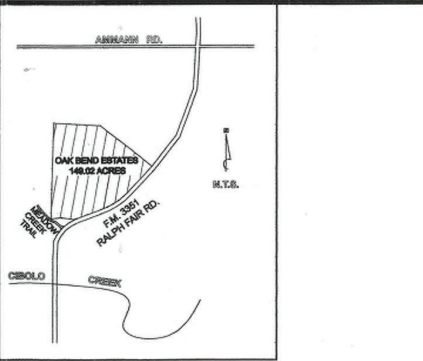 AMMANN RD.
OAK BEND ESTATES
149.02 ACRES
N
N.T.S.
MEADOW
CREEK
TRAIL
F.M. 3351
RALPH FAIR RD.
CIBOLO CREEK